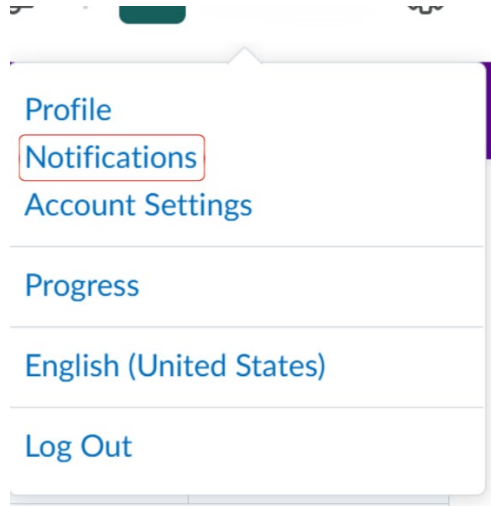 Profile
Notifications
Account Settings
Progress
English (United States)
Log Out